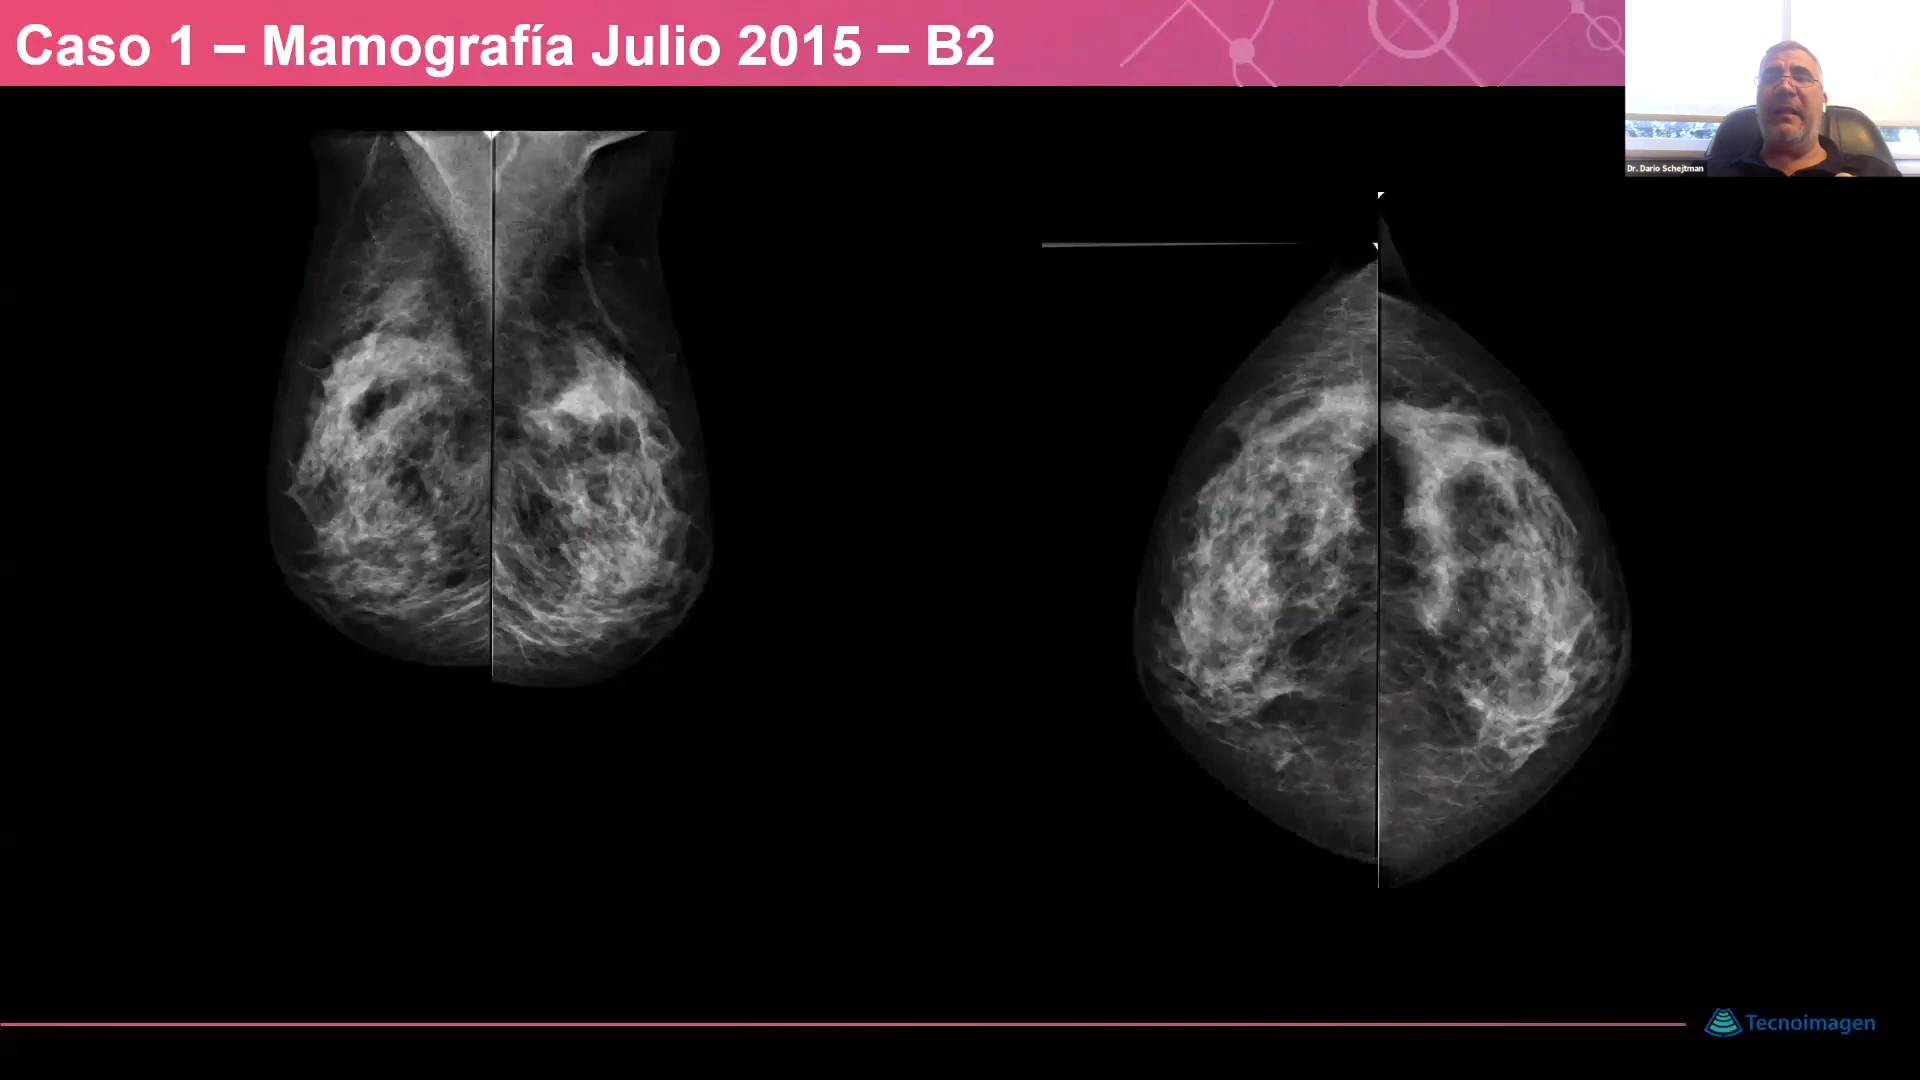 Caso 1 – Mamografía Julio 2015 – B2
Dr. Dario Schejtman
Tecnoimagen